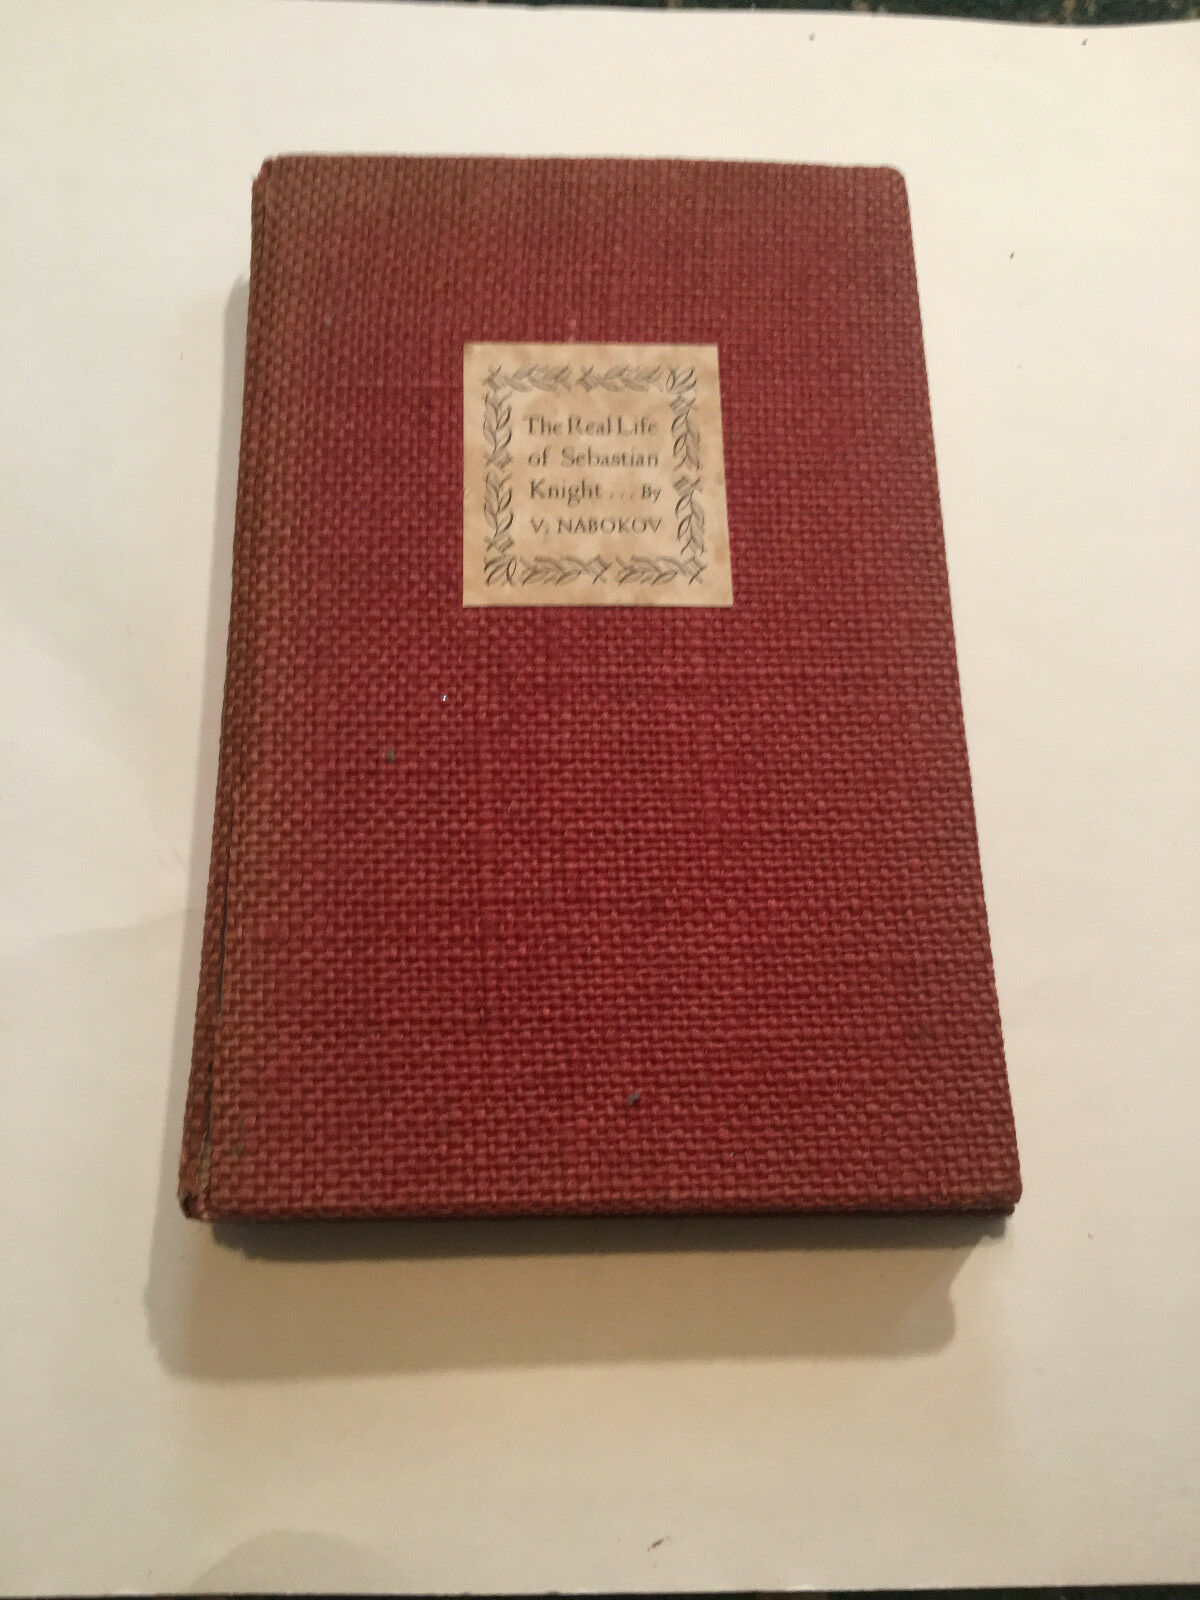 The Real Life
of Sebastian
Knight... By
V, NABOKOV